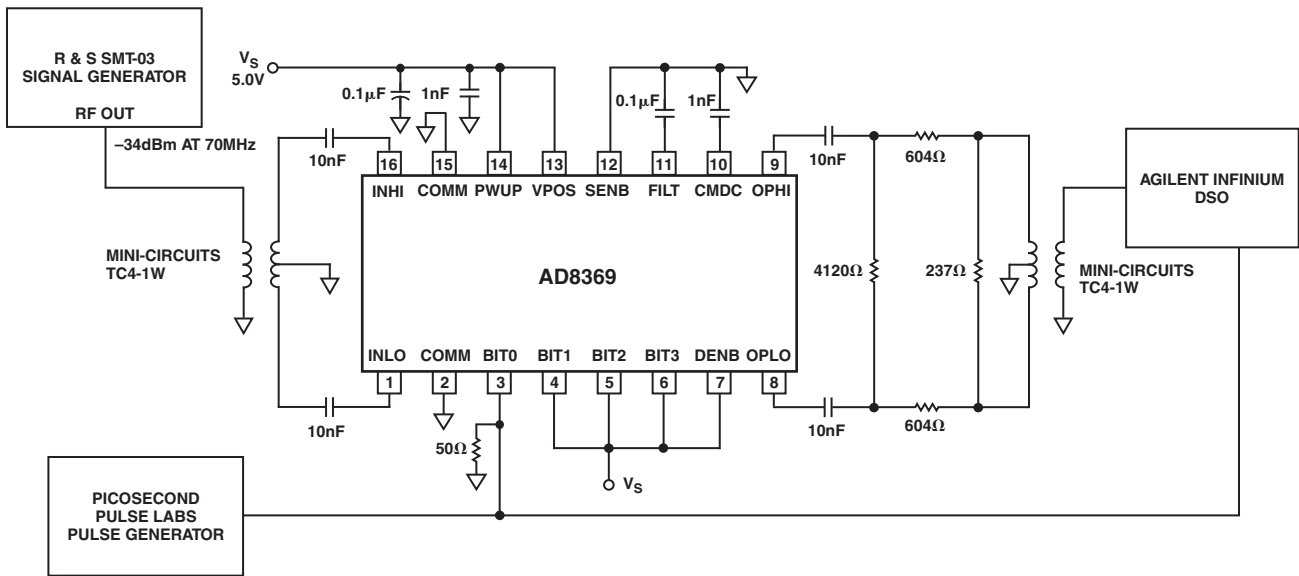 R & S SMT-03
SIGNAL GENERATOR
RF OUT
–34dBm AT 70MHz
VS
5.0V
0.1µF
1nF
0.1µF
1nF
10nF
10nF
604Ω
16
15
14
13
12
11
10
9
INHI
COMM
PWUP
VPOS
SENB
FILT
CMDC
OPHI
AGILENT INFINIUM
DSO
MINI-CIRCUITS
TC4-1W
AD8369
4120Ω
237Ω
MINI-CIRCUITS
TC4-1W
INLO
COMM
BIT0
BIT1
BIT2
BIT3
DENB
OPLO
1
2
3
4
5
6
7
8
10nF
10nF
604Ω
50Ω
VS
PICOSECOND
PULSE LABS
PULSE GENERATOR